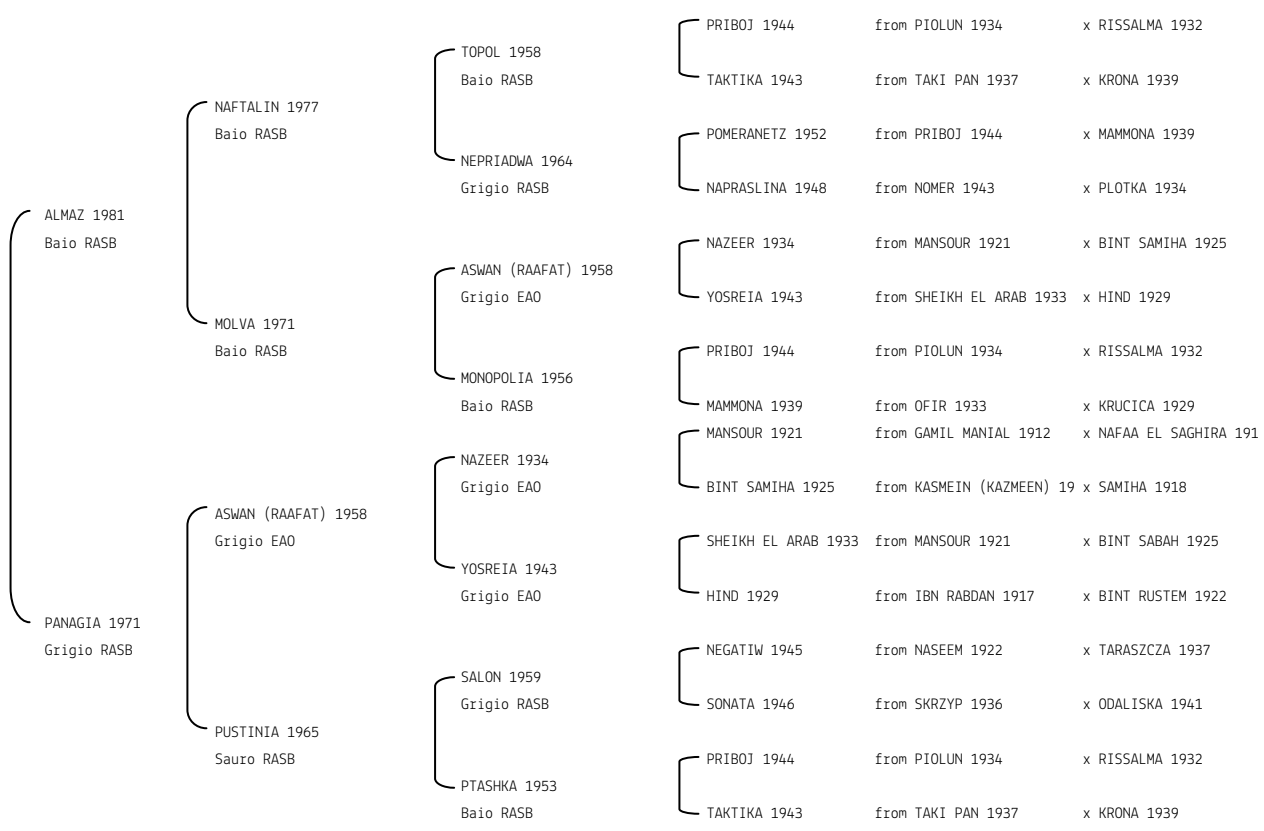 PRIBOJ 1944 from PIOLUN 1934 x RISSALMA 1932
TOPOL 1958
Baio RASB TAKTIKA 1943 from TAKI PAN 1937 x KRONA 1939
NAFTALIN 1977
Baio RASB POMERANETZ 1952 from PRIBOJ 1944 x MAMMONA 1939
NEPRIADWA 1964
Grigio RASB NAPRASLINA 1948 from NOMER 1943 x PLOTKA 1934
ALMAZ 1981
Baio RASB NAZEER 1934 from MANSOUR 1921 x BINT SAMIHA 1925
ASWAN (RAAFAT) 1958
Grigio EAO YOSREIA 1943 from SHEIKH EL ARAB 1933 x HIND 1929
MOLVA 1971
Baio RASB PRIBOJ 1944 from PIOLUN 1934 x RISSALMA 1932
MONOPOLIA 1956
Baio RASB MAMMONA 1939 from OFIR 1933 x KRUCICA 1929
MANSOUR 1921 from GAMIL MANIAL 1912 x NAFAA EL SAGHIRA 191
NAZEER 1934
Grigio EAO BINT SAMIHA 1925 from KASMEIN (KAZMEEN) 19 x SAMIHA 1918
ASWAN (RAAFAT) 1958
Grigio EAO SHEIKH EL ARAB 1933 from MANSOUR 1921 x BINT SABAH 1925
YOSREIA 1943
Grigio EAO HIND 1929 from IBN RABDAN 1917 x BINT RUSTEM 1922
PANAGIA 1971
Grigio RASB NEGATIW 1945 from NASEEM 1922 x TARASZCZA 1937
SALON 1959
Grigio RASB SONATA 1946 from SKRZYP 1936 x ODALISKA 1941
PUSTINIA 1965
Sauro RASB PRIBOJ 1944 from PIOLUN 1934 x RISSALMA 1932
PTASHKA 1953
Baio RASB TAKTIKA 1943 from TAKI PAN 1937 x KRONA 1939